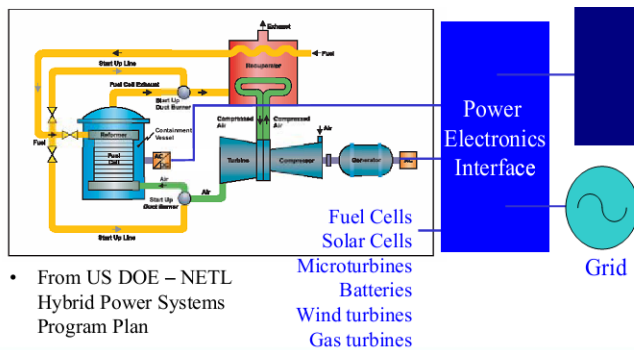 Exhaust
Fuel
Start Up Line
Recuperator
Fuel Cell Exhaust
Start Up
Duct Burner
Compressed
Air
Compressed
Air
Air
Containment
Vessel
Reformer
Fuel
Fuel
Cell
AC
DC
Turbine
Compressor
Generator
AC
Air
Air
Start Up
Duct Burner
Start Up Line
Power
Electronics
Interface
Grid
Fuel Cells
Solar Cells
Microturbines
Batteries
Wind turbines
Gas turbines
• From US DOE – NETL
Hybrid Power Systems
Program Plan